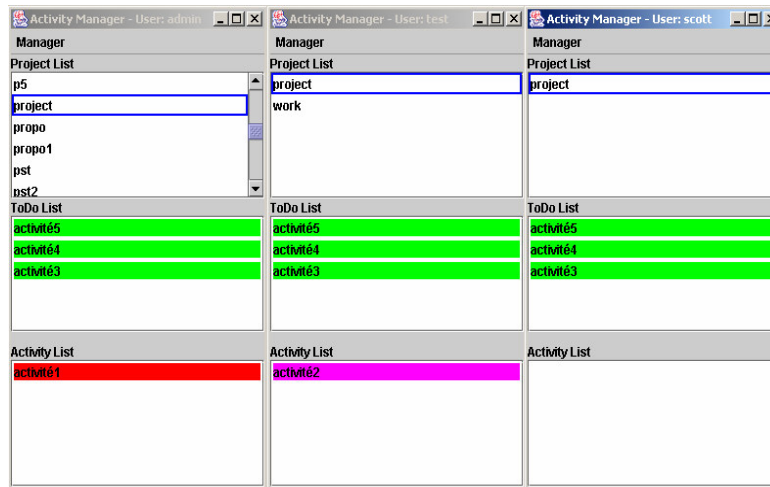 Activity Manager - User: admin
Manager
Project List
p5
project
propo
propo1
pst
pst2
ToDo List
activité5
activité4
activité3
Activity List
activité1
Activity Manager - User: test
Manager
Project List
project
work
ToDo List
activité5
activité4
activité3
Activity List
activité2
Activity Manager - User: scott
Manager
Project List
project
ToDo List
activité5
activité4
activité3
Activity List